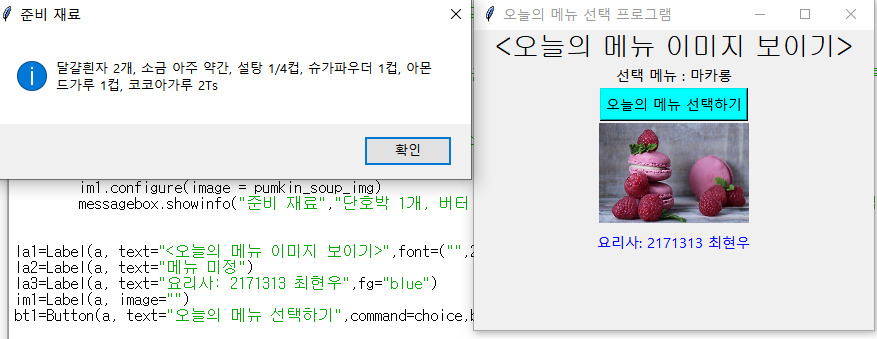 준비 재료
달걀흰자 2개, 소금 아주 약간, 설탕 1/4컵, 슈가파우더 1컵, 아몬
드가루 1컵, 코코아가루 2Ts
확인
im1.configure(image = pumkin_soup_img)
messagebox.showinfo("준비 재료","단호박 1개, 버터
la1=Label(a, text="<오늘의 메뉴 이미지 보이기>",font=("",2
la2=Label(a, text="메뉴 미정")
la3=Label(a, text="요리사: 2171313 최현우",fg="blue")
im1=Label(a, image="")
bt1=Button(a, text="오늘의 메뉴 선택하기",command=choice,b
오늘의 메뉴 선택 프로그램
<오늘의 메뉴 이미지 보이기>
선택 메뉴 : 마카롱
오늘의 메뉴 선택하기
요리사: 2171313 최현우